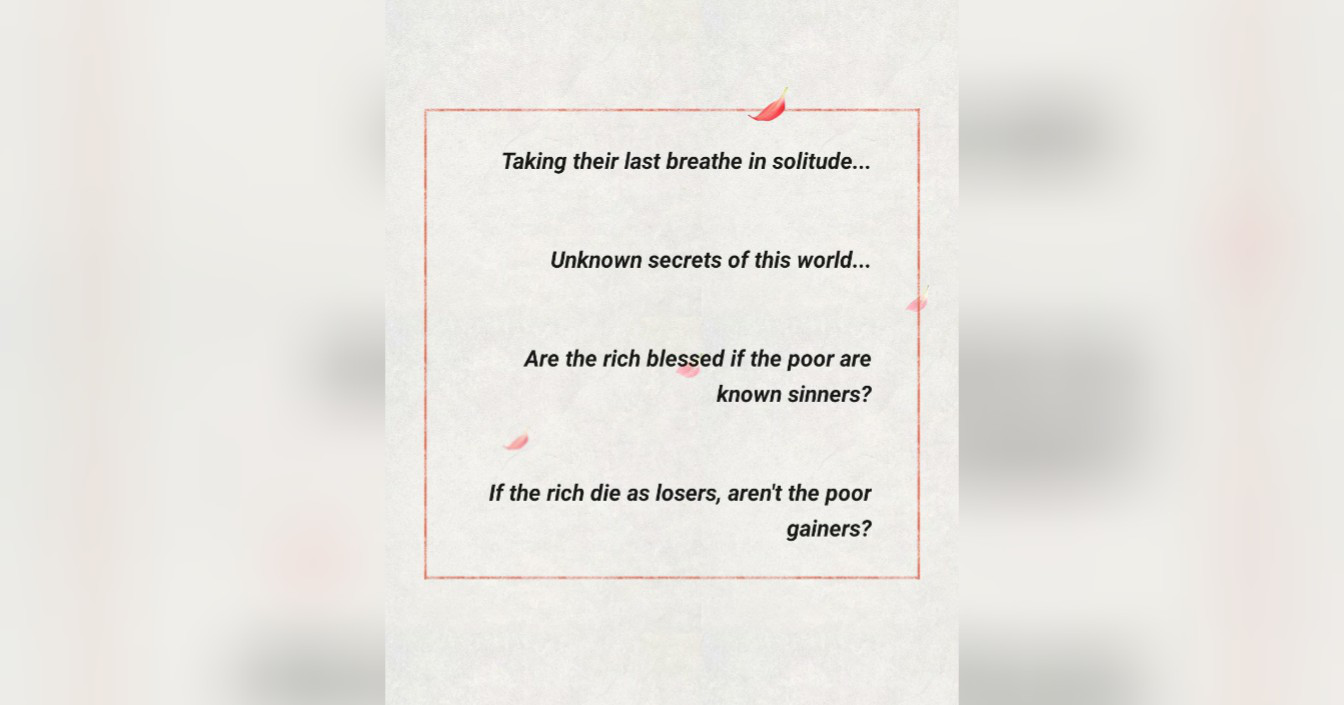 Taking their last breathe in solitude...
Unknown secrets of this world...
Are the rich blessed if the poor are
known sinners?
If the rich die as losers, aren't the poor
gainers?